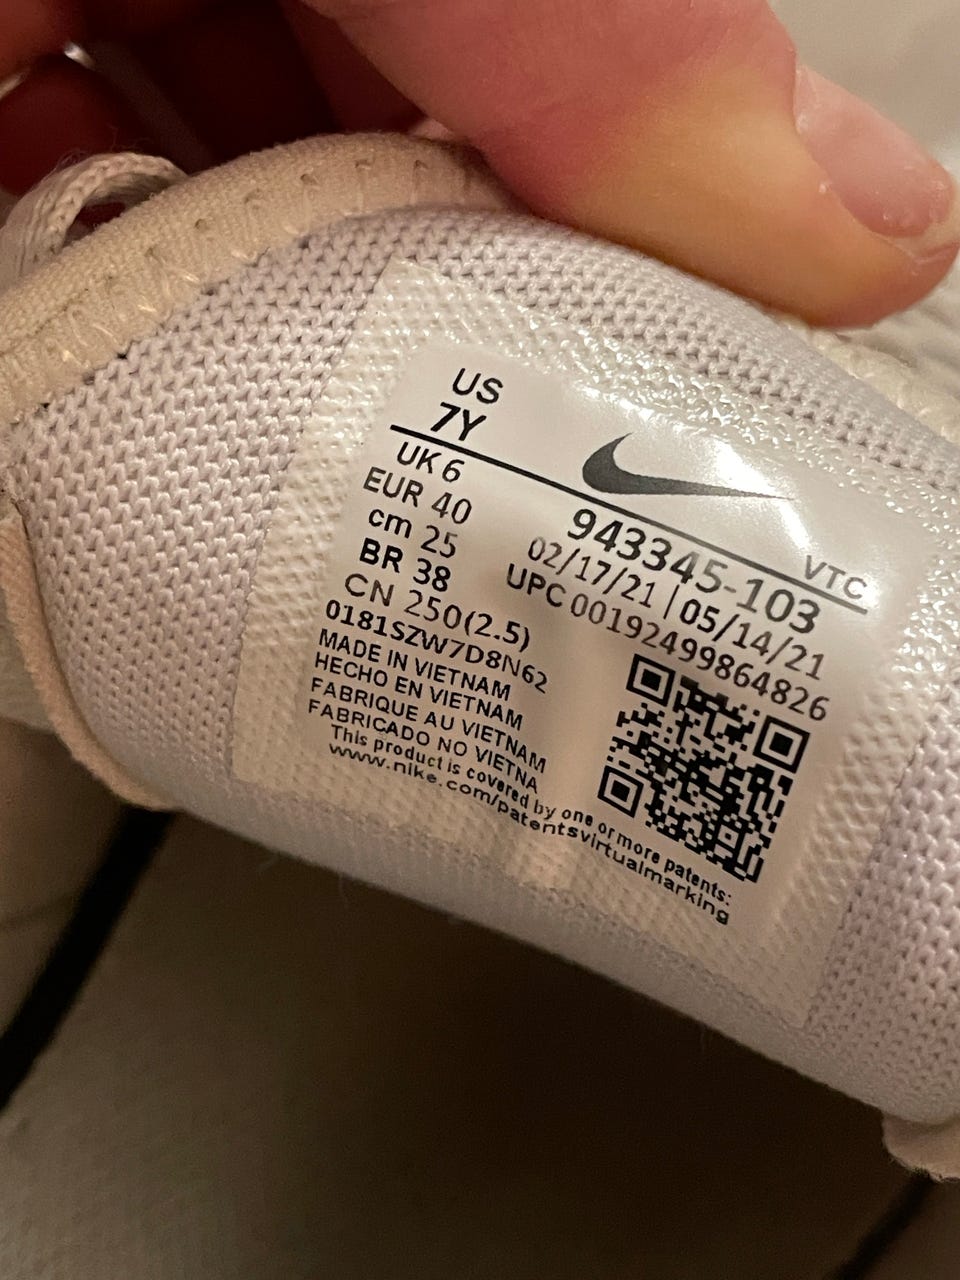 US
7Y
UK 6
EUR 40
cm 25
BR 38
CN 250(2.5)
VTC
943345-103
02/17/21 | 05/14/21
UPC 00192499864826
0181SZW7D8N62
MADE IN VIETNAM
HECHO EN VIETNAM
FABRIQUE AU VIETNAM
FABRICADO NO VIETNA
This product is covered by one or more patents:
www.nike.com/patentsvirtualmarking